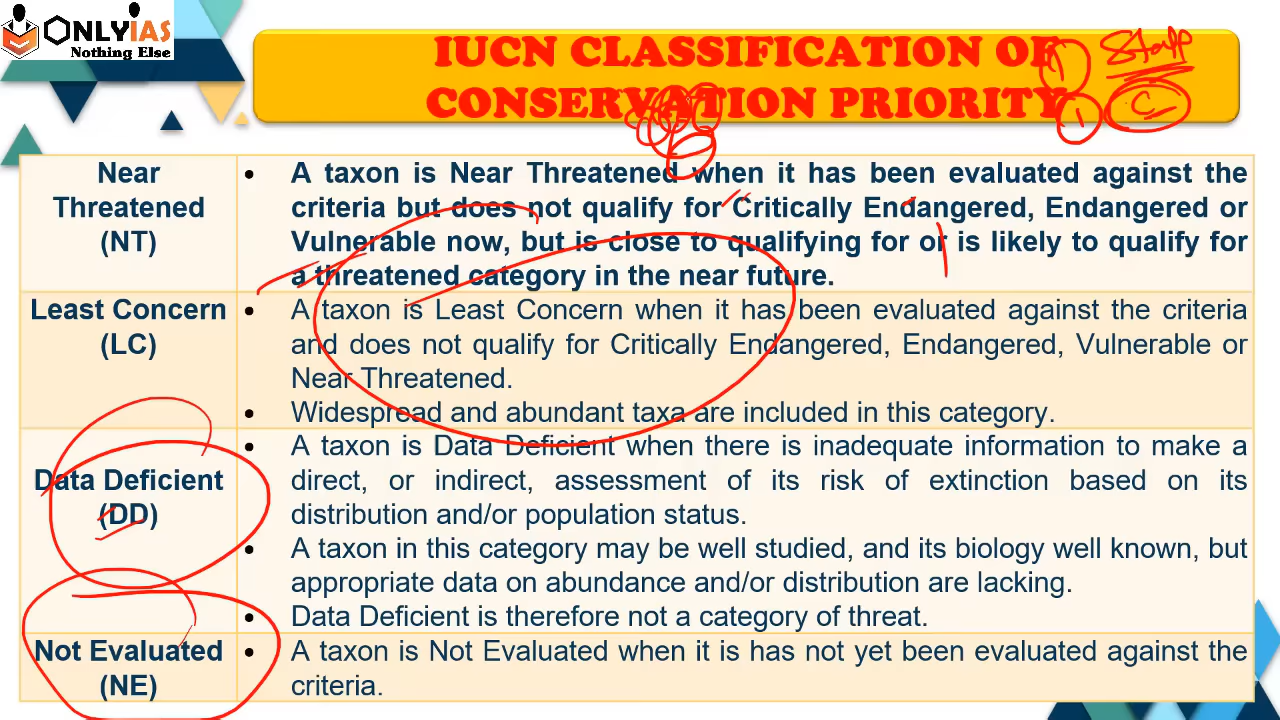 ONLYIAS
Nothing Else
IUCN CLASSIFICATION OF
CONSERVATION PRIORITY
1 Staff
1 C
Near
Threatened
(NT)
• A taxon is Near Threatened when it has been evaluated against the
criteria but does not qualify for Critically Endangered, Endangered or
Vulnerable now, but is close to qualifying for or is likely to qualify for
a threatened category in the near future.
Least Concern
(LC)
• A taxon is Least Concern when it has been evaluated against the criteria
and does not qualify for Critically Endangered, Endangered, Vulnerable or
Near Threatened.
• Widespread and abundant taxa are included in this category.
Data Deficient
(DD)
• A taxon is Data Deficient when there is inadequate information to make a
direct, or indirect, assessment of its risk of extinction based on its
distribution and/or population status.
• A taxon in this category may be well studied, and its biology well known, but
appropriate data on abundance and/or distribution are lacking.
• Data Deficient is therefore not a category of threat.
Not Evaluated
(NE)
• A taxon is Not Evaluated when it is has not yet been evaluated against the
criteria.